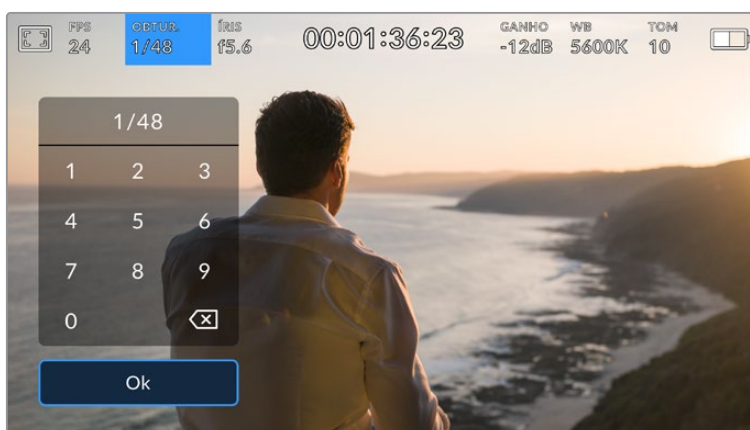 FPS OBTUR. ÍRIS GANHO WB TOM
24 1/48 f5.6 00:01:36:23 -12dB 5600K 10
1/48
1 2 3
4 5 6
7 8 9
0
Ok